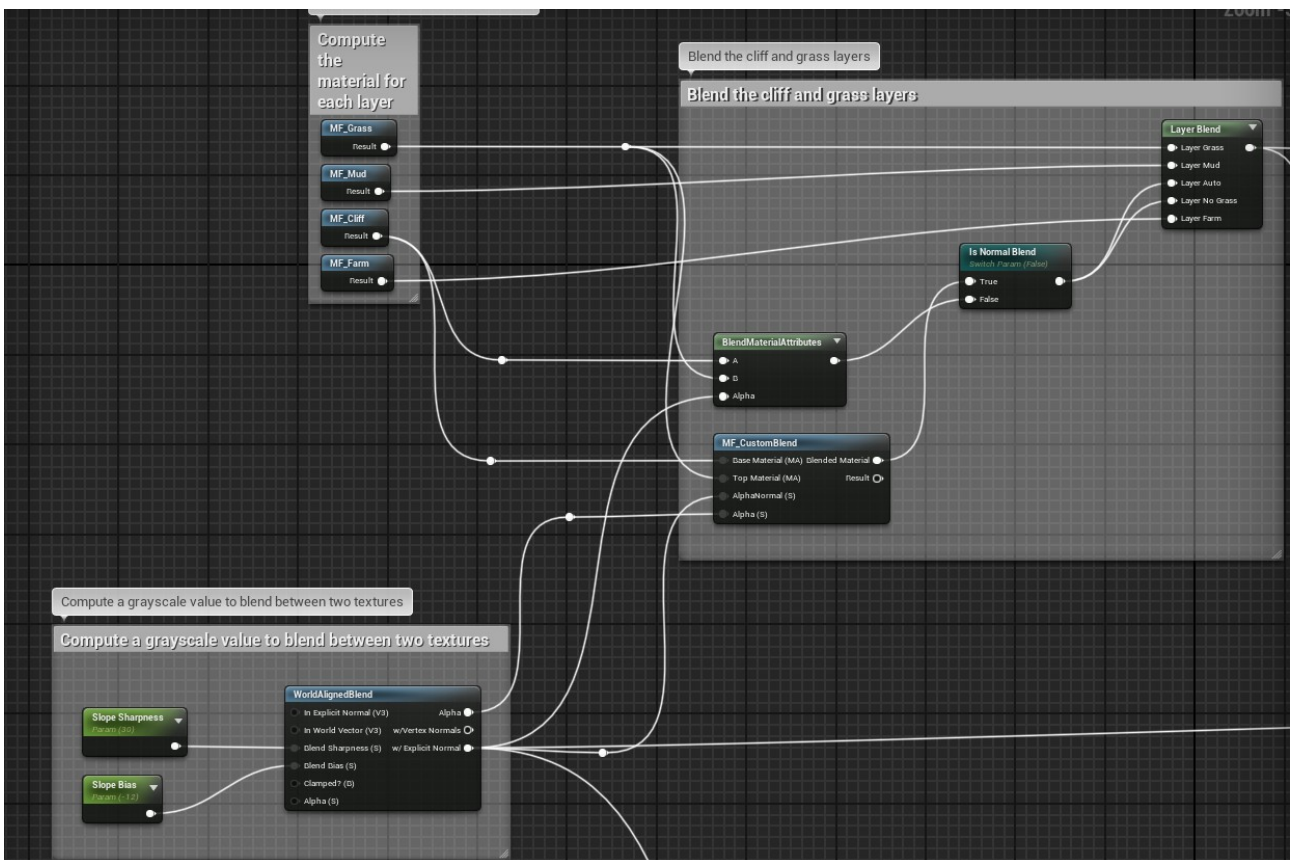 Zoom
Compute
the
material for
each layer
MF_Grass
Result
MF_Mud
Result
MF_Cliff
Result
MF_Farm
Result
Blend the cliff and grass layers
Blend the cliff and grass layers
Layer Blend
Layer Grass
Layer Mud
Layer Auto
Layer No Grass
Layer Farm
Is Normal Blend
Switch Param (False)
True
False
BlendMaterialAttributes
A
B
Alpha
MF_CustomBlend
Base Material (MA) Blended Material
Top Material (MA) Result
AlphaNormal (S)
Alpha (S)
Compute a grayscale value to blend between two textures
Compute a grayscale value to blend between two textures
Slope Sharpness
Param (30)
Slope Bias
Param (-12)
WorldAlignedBlend
In Explicit Normal (V3) Alpha
In World Vector (V3) w/Vertex Normals
Blend Sharpness (S) w/ Explicit Normal
Blend Bias (S)
Clamped? (B)
Alpha (S)